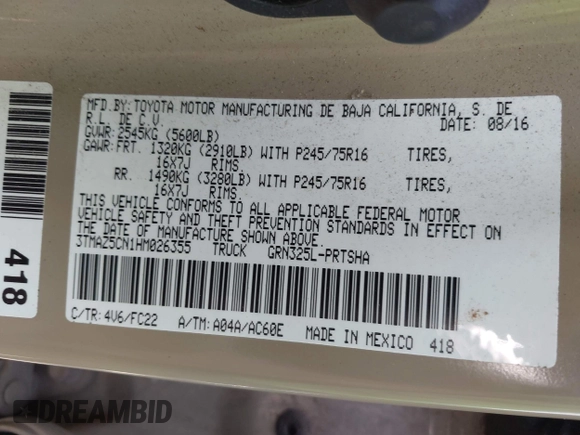 MFD.BY:TOYOTA MOTOR MANUFACTURING DE BAJA CALIFORNIA, S. DE
R.L. DE C.V. DATE: 08/16
GVWR:2545KG (5600LB)
GAWR:FRT. 1320KG (2910LB) WITH P245/75R16 TIRES,
16X7J RIMS
RR. 1490KG (3280LB) WITH P245/75R16 TIRES,
16X7J RIMS
THIS VEHICLE CONFORMS TO ALL APPLICABLE FEDERAL MOTOR
VEHICLE SAFETY AND THEFT PREVENTION STANDARDS IN EFFECT ON
THE DATE OF MANUFACTURE SHOWN ABOVE.
3TMAZ5CN1HM026355 TRUCK GRN325L-PRTSHA
C/TR:4V6/FC22 A/TM:A04A/AC60E MADE IN MEXICO 418
418
DREAMBID